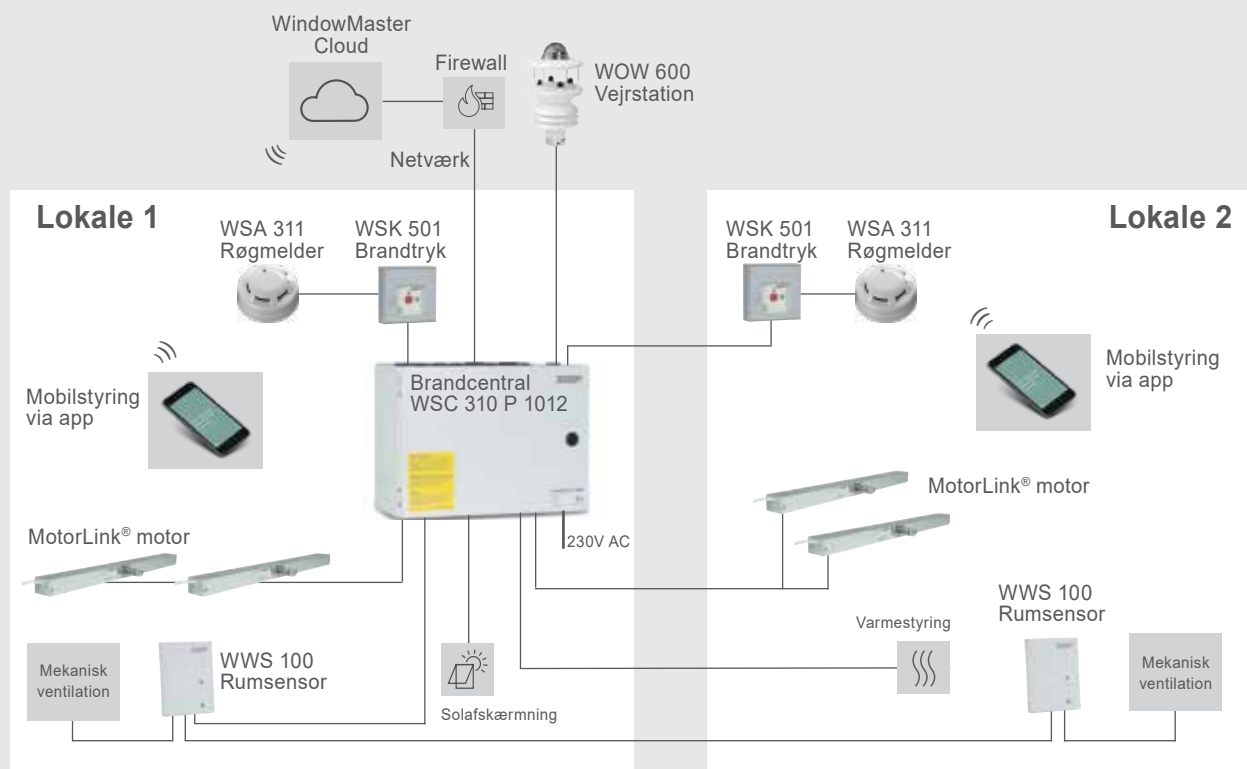 WindowMaster
Cloud
Firewall
WOW 600
Vejrstation
Netværk
Lokale 1
WSA 311
Røgmelder
WSK 501
Brandtryk
Mobilstyring
via app
Brandcentral
WSC 310 P 1012
230V AC
MotorLink® motor
Mekanisk
ventilation
WWS 100
Rumsensor
Solafskærmning
Lokale 2
WSK 501
Brandtryk
WSA 311
Røgmelder
Mobilstyring
via app
MotorLink® motor
Varmestyring
WWS 100
Rumsensor
Mekanisk
ventilation